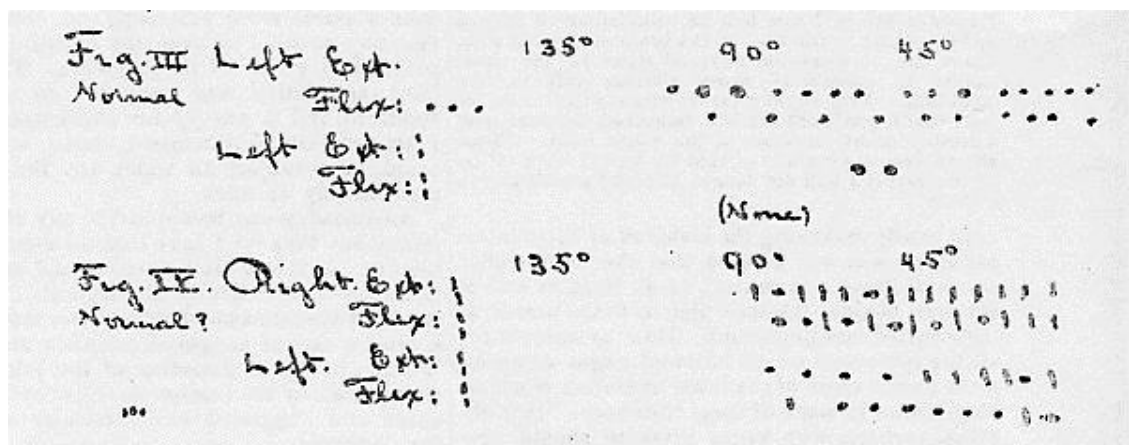 Fig. III Left Ext. 135° 90° 45°
Normal Flex:
Left Ext:
Flex:
(None)
Fig. IV. Right. Ext: 135° 90° 45°
Normal? Flex:
Left. Ext:
Flex: